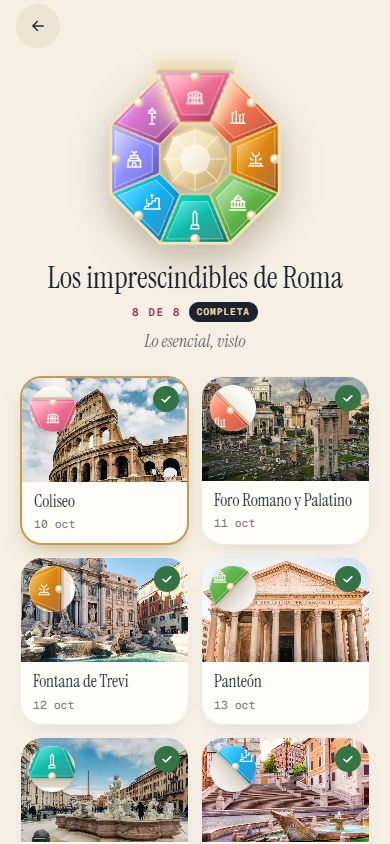 Los imprescindibles de Roma
8 DE 8 COMPLETA
Lo esencial, visto
Coliseo
10 oct
Foro Romano y Palatino
11 oct
Fontana de Trevi
12 oct
Panteón
13 oct